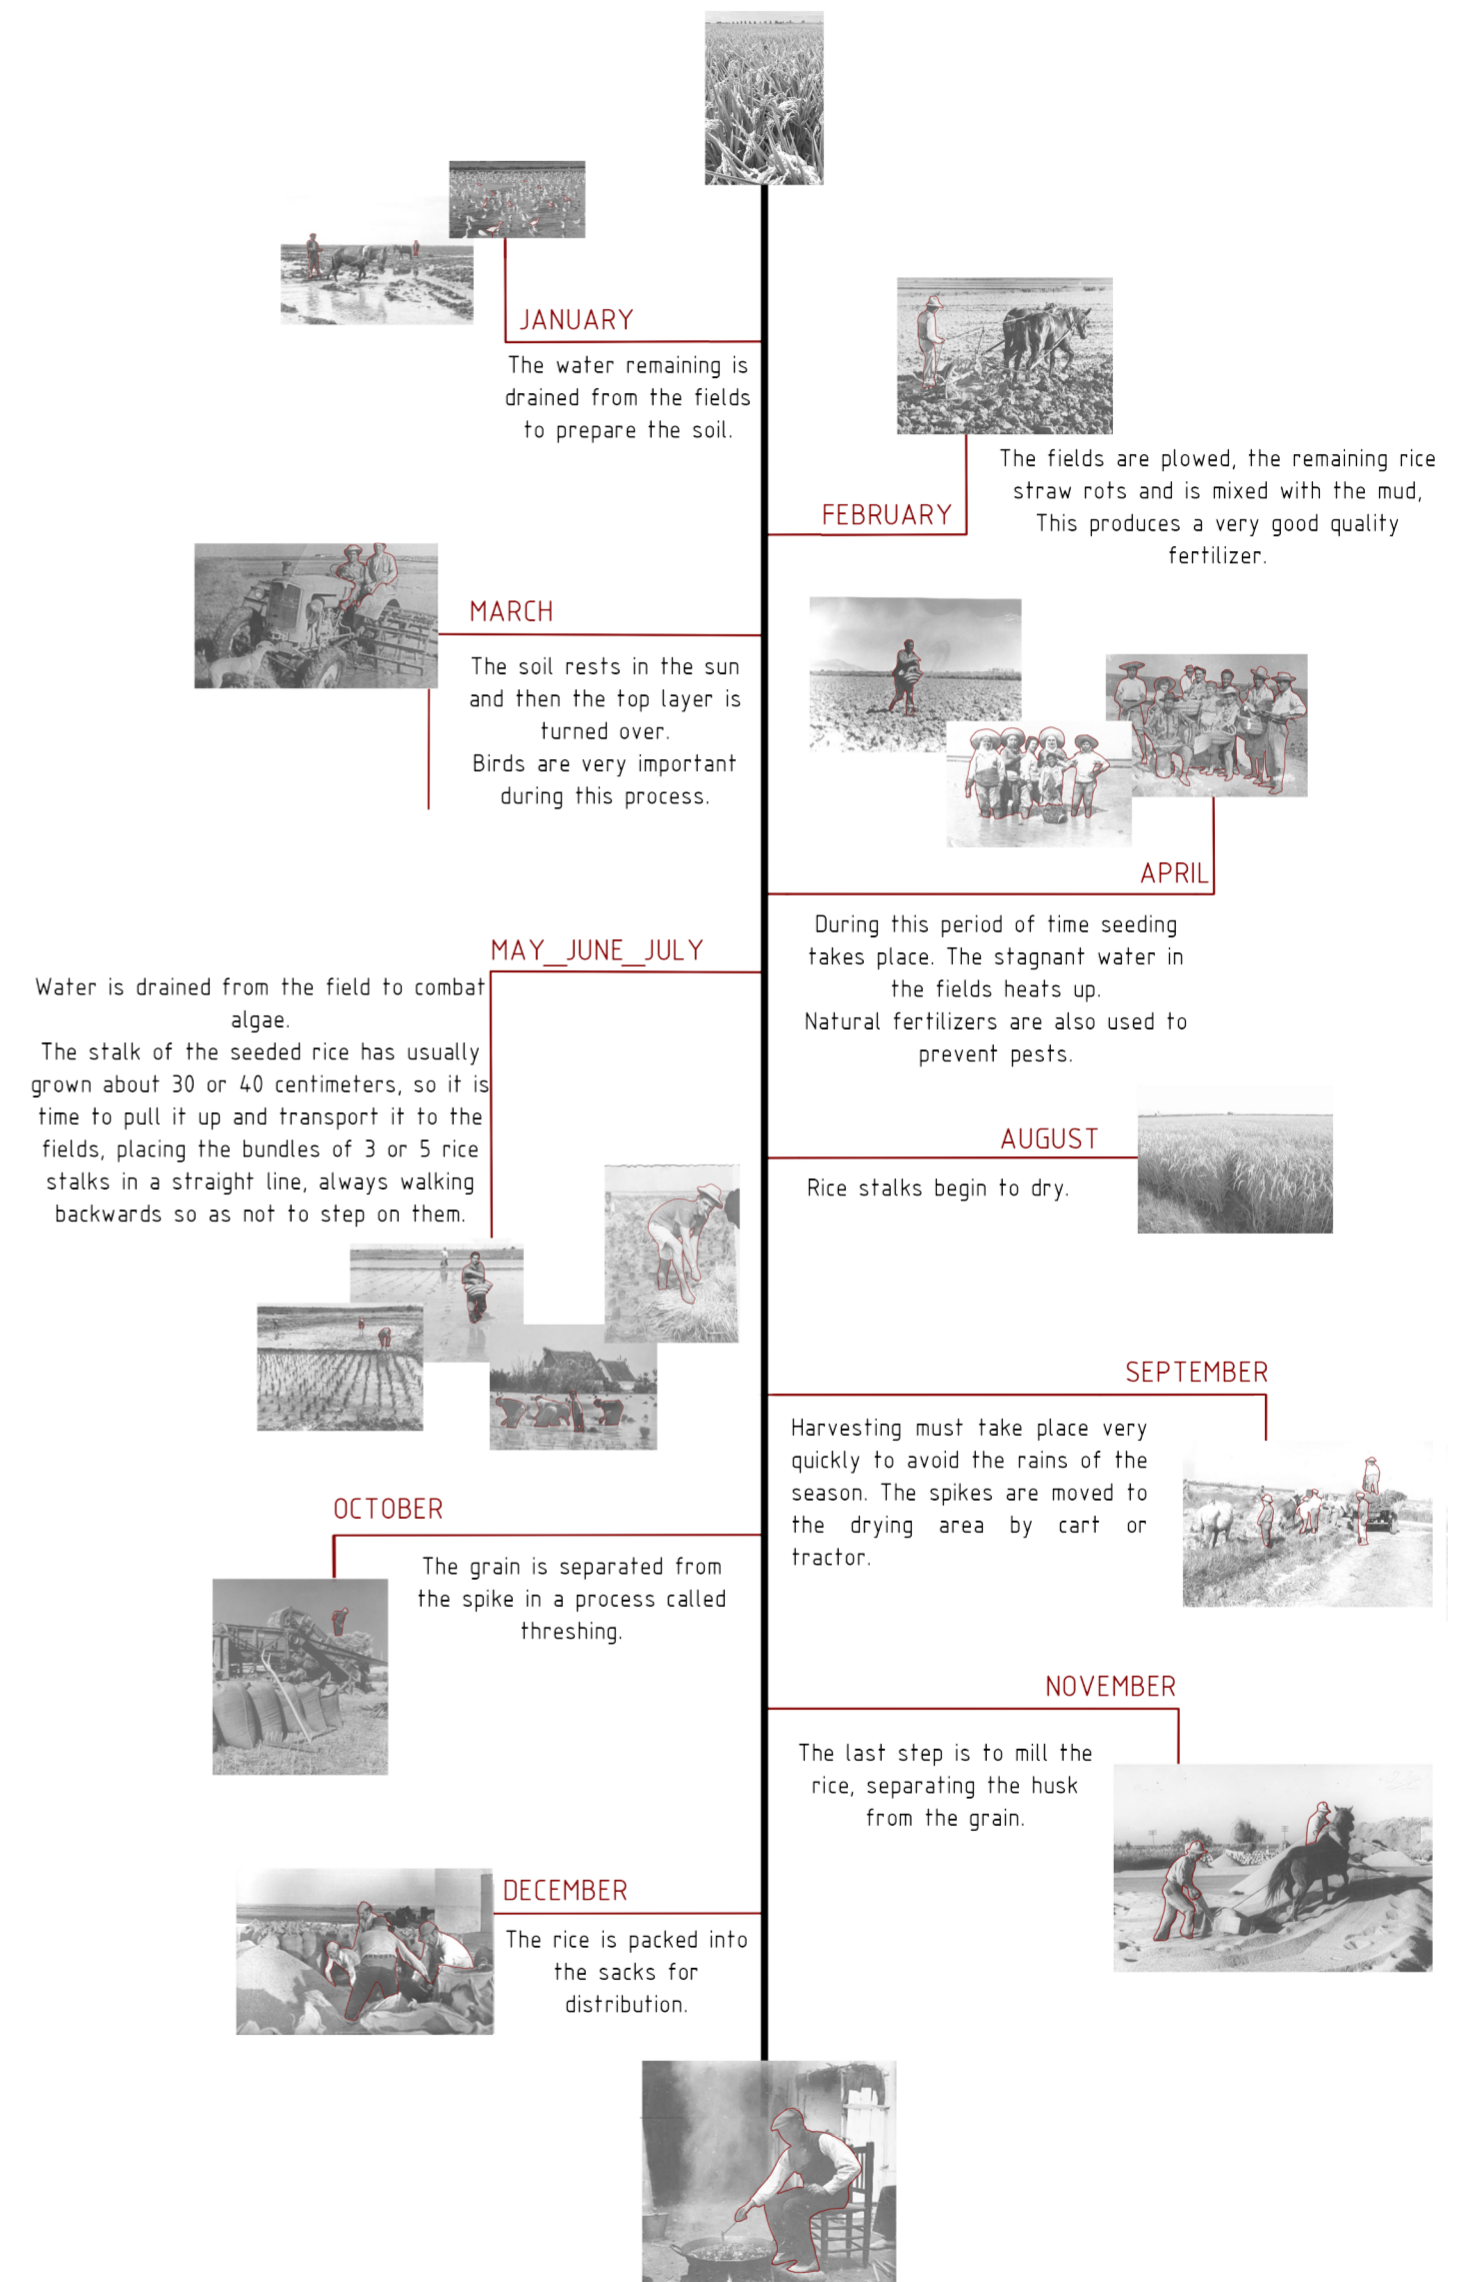 JANUARY
The water remaining is
drained from the fields
to prepare the soil.
FEBRUARY
The fields are plowed, the remaining rice
straw rots and is mixed with the mud,
This produces a very good quality
fertilizer.
MARCH
The soil rests in the sun
and then the top layer is
turned over.
Birds are very important
during this process.
APRIL
During this period of time seeding
takes place. The stagnant water in
the fields heats up.
Natural fertilizers are also used to
prevent pests.
MAY_JUNE_JULY
Water is drained from the field to combat
algae.
The stalk of the seeded rice has usually
grown about 30 or 40 centimeters, so it is
time to pull it up and transport it to the
fields, placing the bundles of 3 or 5 rice
stalks in a straight line, always walking
backwards so as not to step on them.
AUGUST
Rice stalks begin to dry.
SEPTEMBER
Harvesting must take place very
quickly to avoid the rains of the
season. The spikes are moved to
the drying area by cart or
tractor.
OCTOBER
The grain is separated from
the spike in a process called
threshing.
NOVEMBER
The last step is to mill the
rice, separating the husk
from the grain.
DECEMBER
The rice is packed into
the sacks for
distribution.